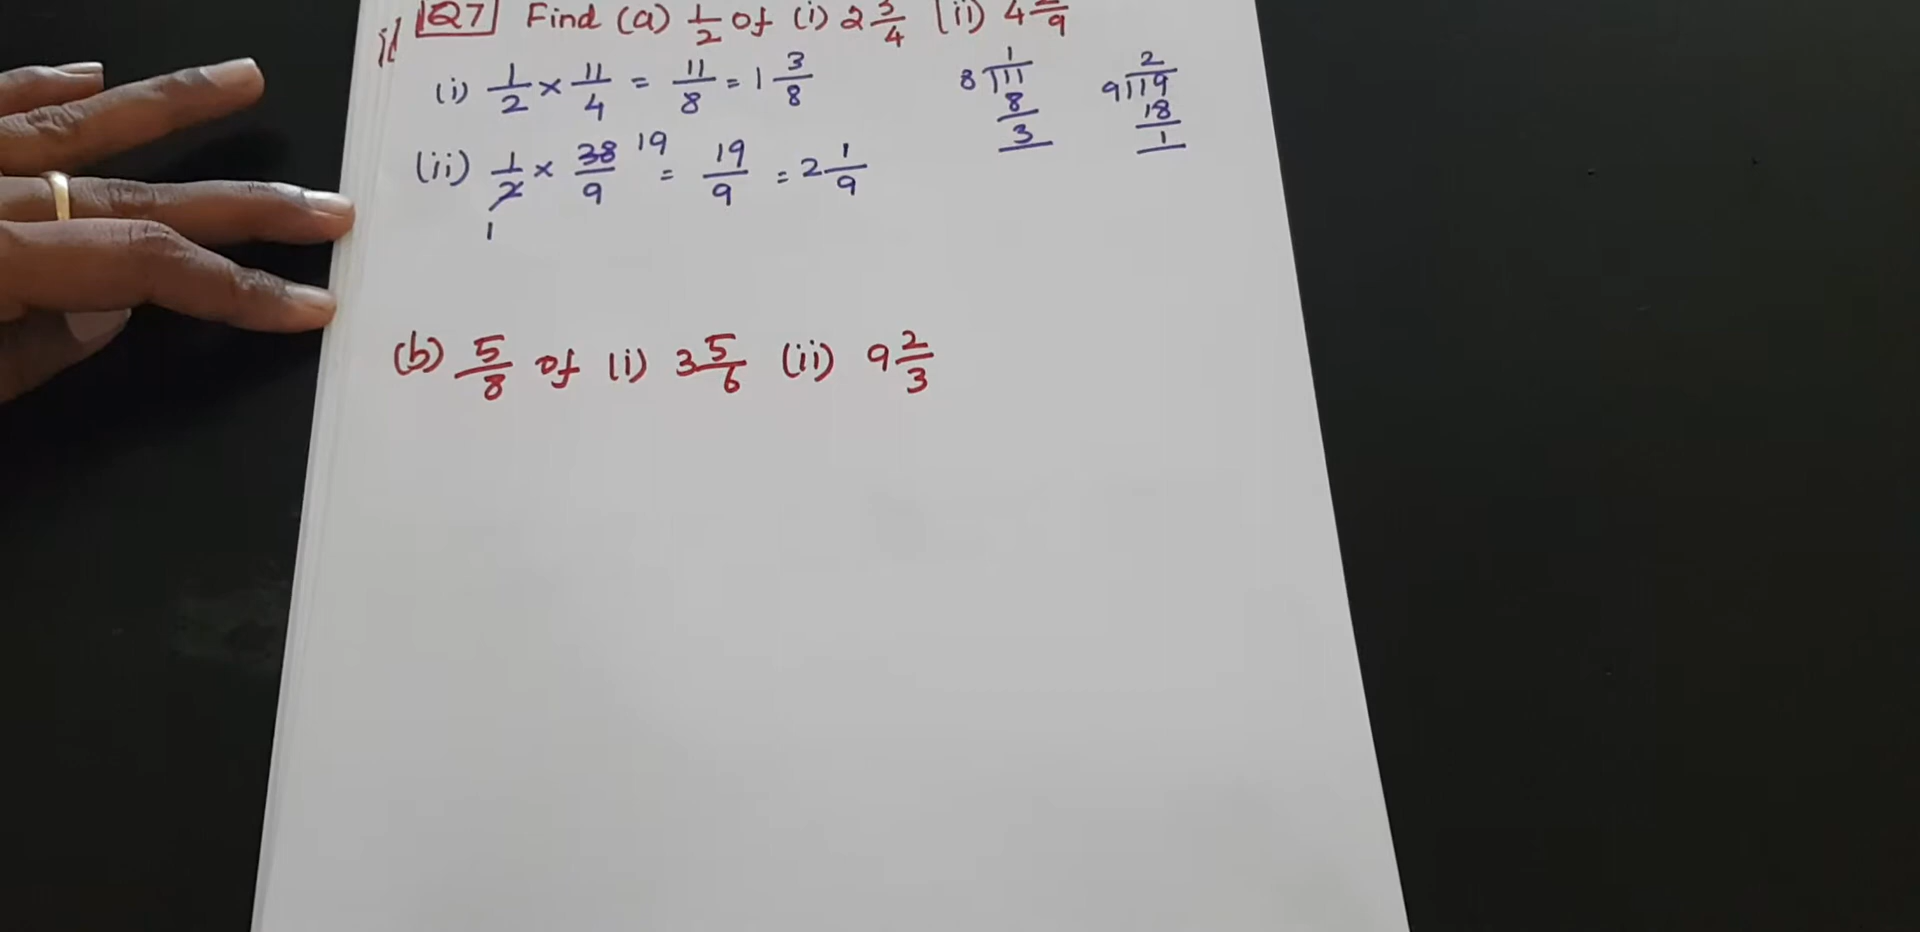 Q7 Find (a) 1/2 of (i) 2 3/4 (ii) 4 2/9
(i) 1/2 × 11/4 = 11/8 = 1 3/8
8 11 1
8
3
9 19 2
18
1
(ii) 1/2 × 38/9 19 = 19/9 = 2 1/9
1
(b) 5/8 of (i) 3 5/6 (ii) 9 2/3